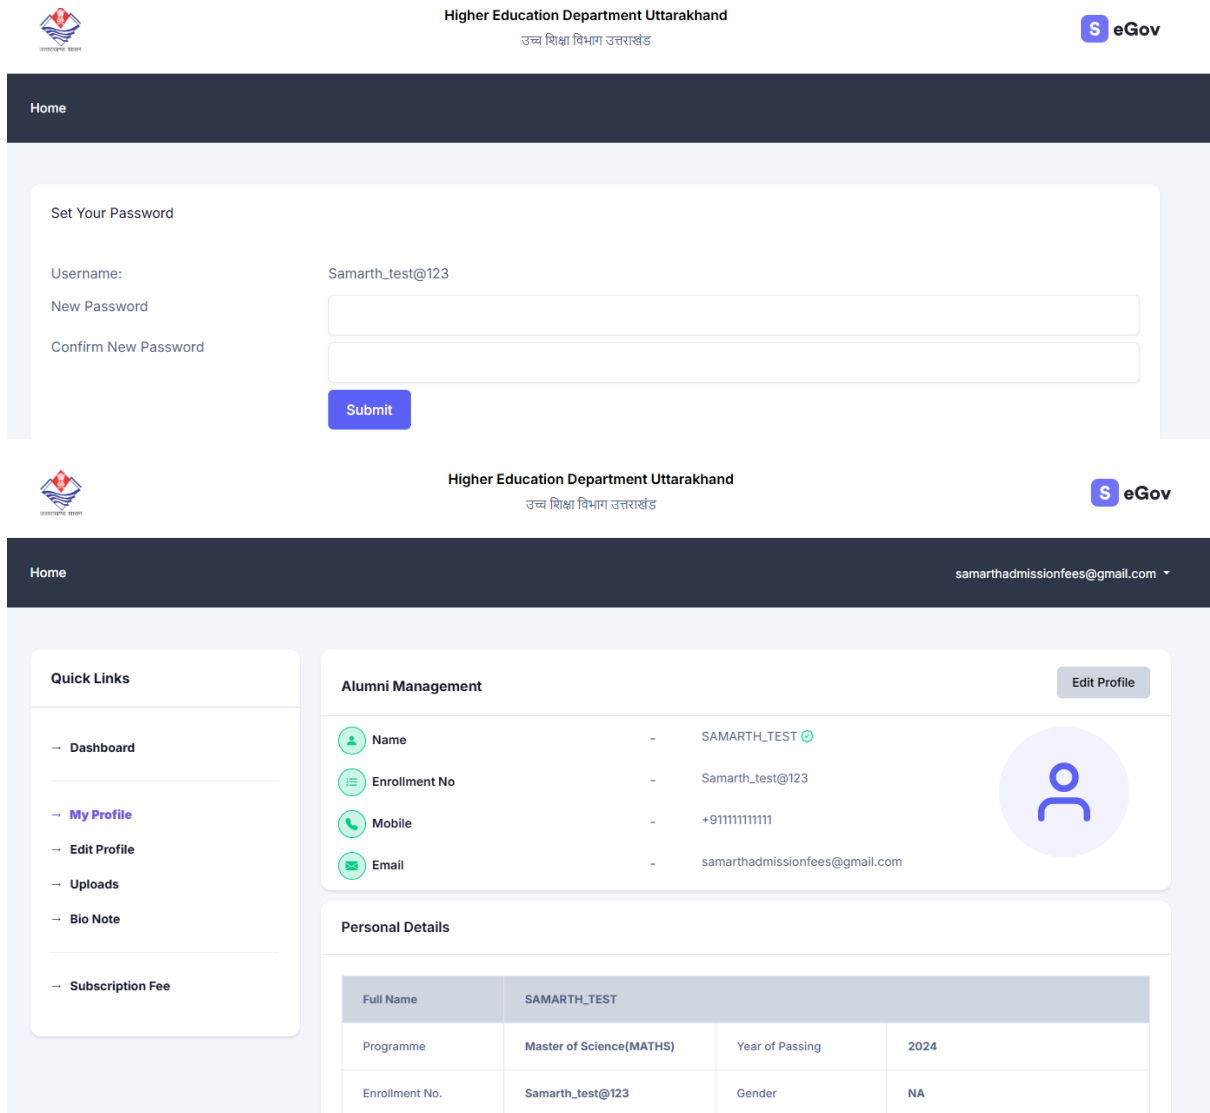 Higher Education Department Uttarakhand
उच्च शिक्षा विभाग उत्तराखंड
S eGov
Home
Set Your Password
Username: Samarth_test@123
New Password
Confirm New Password
Submit
Higher Education Department Uttarakhand
उच्च शिक्षा विभाग उत्तराखंड
S eGov
Home samarthadmissionfees@gmail.com
Quick Links
→ Dashboard
→ My Profile
→ Edit Profile
→ Uploads
→ Bio Note
→ Subscription Fee
Alumni Management Edit Profile
Name - SAMARTH_TEST
Enrollment No - Samarth_test@123
Mobile - +911111111111
Email - samarthadmissionfees@gmail.com
Personal Details
Full Name SAMARTH_TEST
Programme Master of Science(MATHS) Year of Passing 2024
Enrollment No. Samarth_test@123 Gender NA